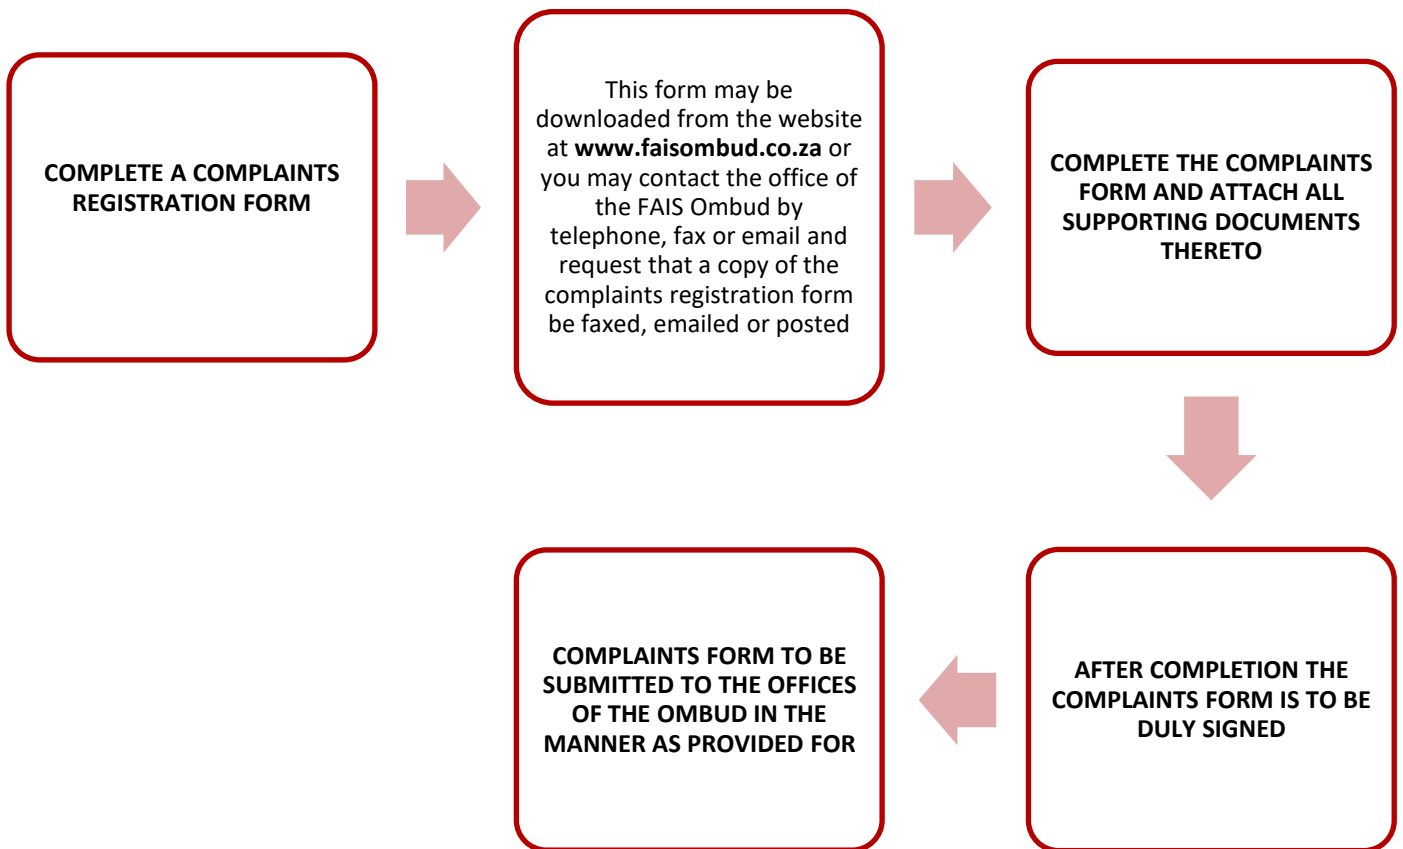 COMPLETE A COMPLAINTS
REGISTRATION FORM
This form may be
downloaded from the website
at www.faisombud.co.za or
you may contact the office of
the FAIS Ombud by
telephone, fax or email and
request that a copy of the
complaints registration form
be faxed, emailed or posted
COMPLETE THE COMPLAINTS
FORM AND ATTACH ALL
SUPPORTING DOCUMENTS
THERETO
AFTER COMPLETION THE
COMPLAINTS FORM IS TO BE
DULY SIGNED
COMPLAINTS FORM TO BE
SUBMITTED TO THE OFFICES
OF THE OMBUD IN THE
MANNER AS PROVIDED FOR